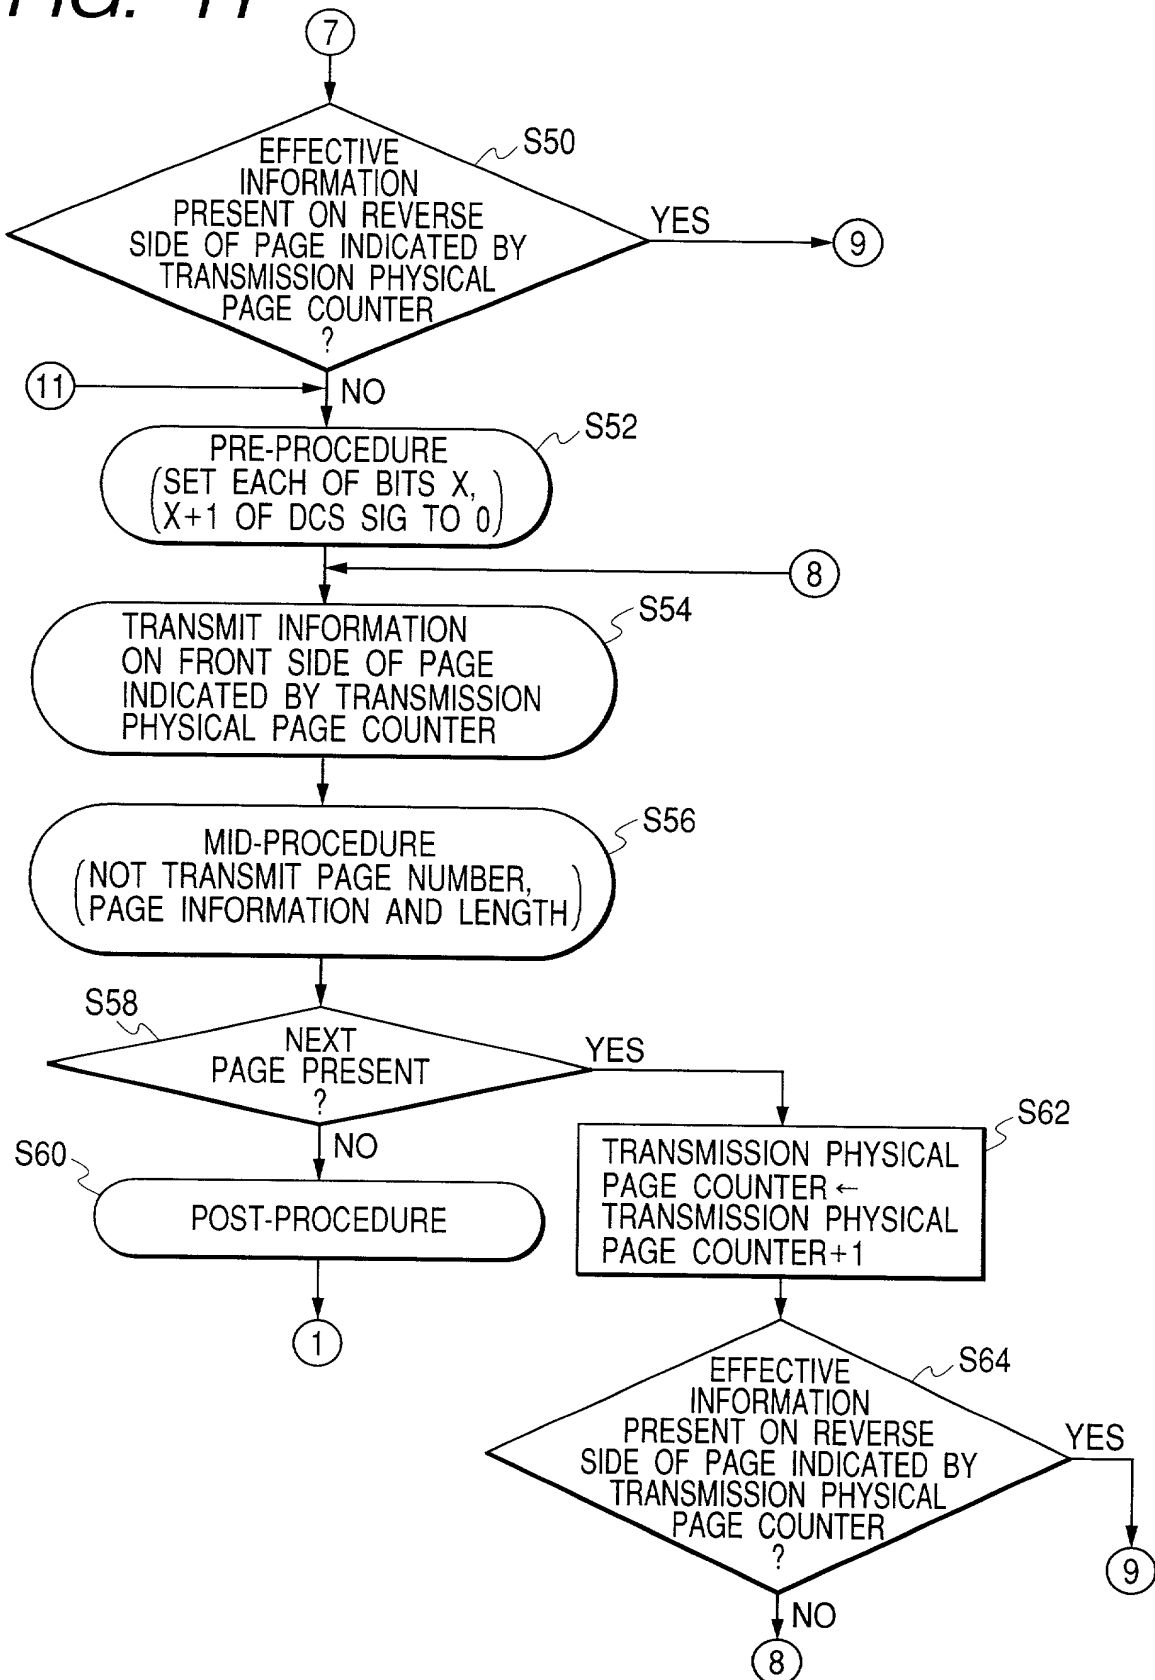 FIG. 11
7
S50
EFFECTIVE
INFORMATION
PRESENT ON REVERSE
SIDE OF PAGE INDICATED BY
TRANSMISSION PHYSICAL
PAGE COUNTER
?
YES
9
11
NO
S52
PRE-PROCEDURE
(SET EACH OF BITS X,
X+1 OF DCS SIG TO 0)
8
S54
TRANSMIT INFORMATION
ON FRONT SIDE OF PAGE
INDICATED BY TRANSMISSION
PHYSICAL PAGE COUNTER
S56
MID-PROCEDURE
(NOT TRANSMIT PAGE NUMBER,
PAGE INFORMATION AND LENGTH)
S58
NEXT
PAGE PRESENT
?
YES
NO
S60
POST-PROCEDURE
1
S62
TRANSMISSION PHYSICAL
PAGE COUNTER ←
TRANSMISSION PHYSICAL
PAGE COUNTER+1
S64
EFFECTIVE
INFORMATION
PRESENT ON REVERSE
SIDE OF PAGE INDICATED BY
TRANSMISSION PHYSICAL
PAGE COUNTER
?
YES
9
NO
8